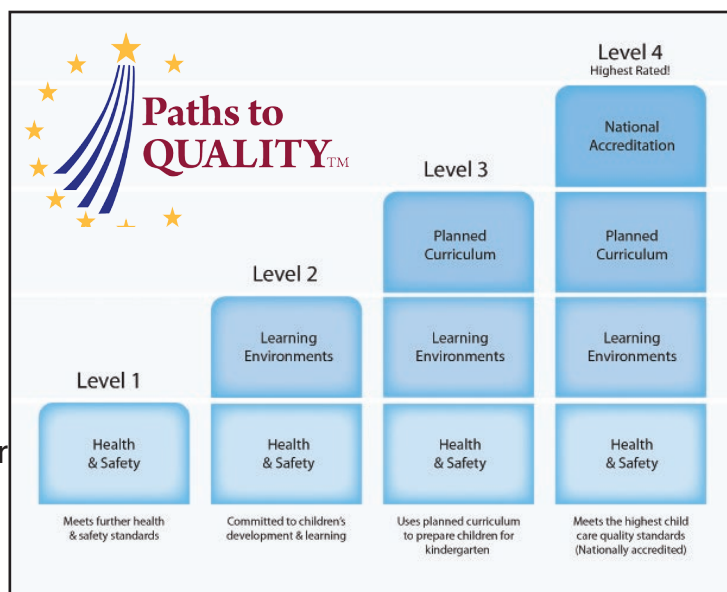 Paths to
QUALITY™
Level 4
Highest Rated!
National
Accreditation
Level 3
Planned
Curriculum
Planned
Curriculum
Level 2
Learning
Environments
Learning
Environments
Learning
Environments
Level 1
Health
& Safety
Health
& Safety
Health
& Safety
Health
& Safety
r
Meets further health
& safety standards
Committed to children's
development & learning
Uses planned curriculum
to prepare children for
kindergarten
Meets the highest child
care quality standards
(Nationally accredited)